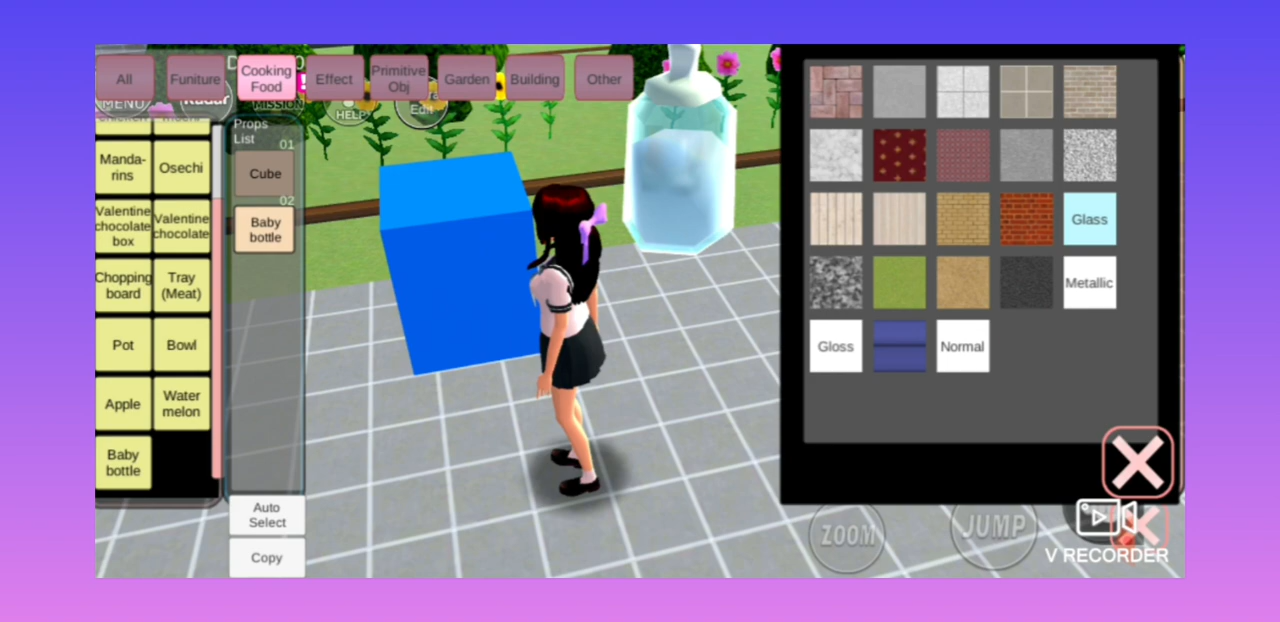 All
Funiture
Cooking
Food
Effect
Primitive
Obj
Garden
Building
Other
MENU
Radar
MISSION
HELP
Edit
Props
List
01
Cube
02
Baby
bottle
Manda-
rins
Osechi
Valentine
chocolate
box
Valentine
chocolate
Chopping
board
Tray
(Meat)
Pot
Bowl
Apple
Water
melon
Baby
bottle
Auto
Select
Copy
Glass
Metallic
Gloss
Normal
ZOOM
JUMP
V RECORDER